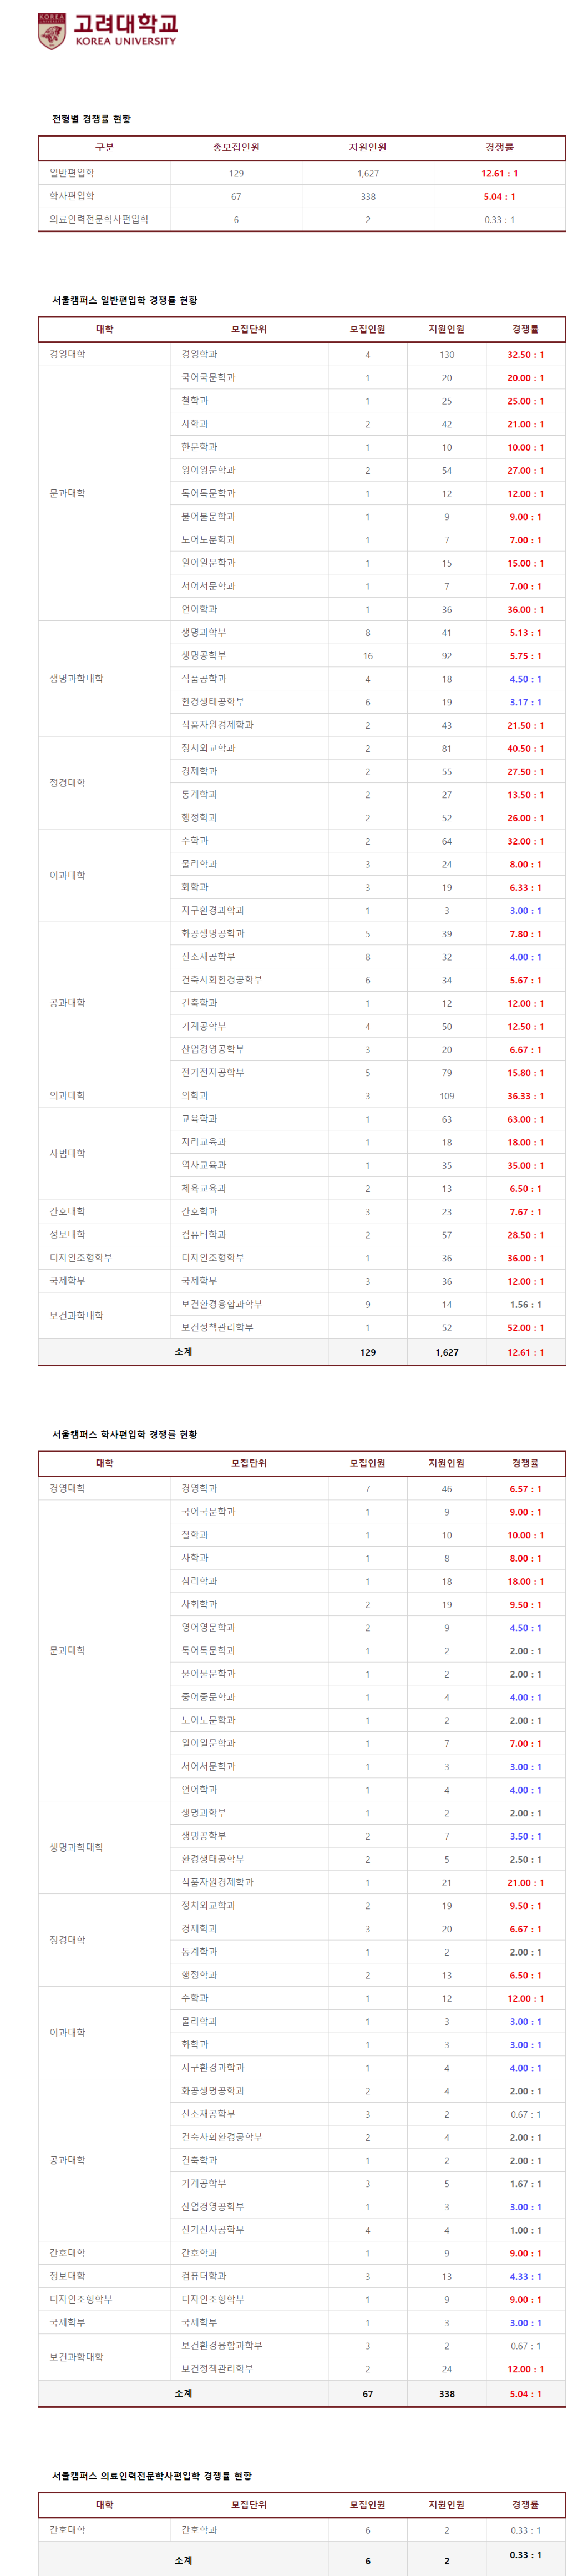 KOREA
고려대학교
KOREA UNIVERSITY
전형별 경쟁률 현황
구분 총모집인원 지원인원 경쟁률
일반편입학 129 1,627 12.61 : 1
학사편입학 67 338 5.04 : 1
의료인력전문학사편입학 6 2 0.33 : 1
서울캠퍼스 일반편입학 경쟁률 현황
대학 모집단위 모집인원 지원인원 경쟁률
경영대학 경영학과 4 130 32.50 : 1
문과대학 국어국문학과 1 20 20.00 : 1
철학과 1 25 25.00 : 1
사학과 2 42 21.00 : 1
한문학과 1 10 10.00 : 1
영어영문학과 2 54 27.00 : 1
독어독문학과 1 12 12.00 : 1
불어불문학과 1 9 9.00 : 1
노어노문학과 1 7 7.00 : 1
일어일문학과 1 15 15.00 : 1
서어서문학과 1 7 7.00 : 1
언어학과 1 36 36.00 : 1
생명과학대학 생명과학부 8 41 5.13 : 1
생명공학부 16 92 5.75 : 1
식품공학과 4 18 4.50 : 1
환경생태공학부 6 19 3.17 : 1
식품자원경제학과 2 43 21.50 : 1
정경대학 정치외교학과 2 81 40.50 : 1
경제학과 2 55 27.50 : 1
통계학과 2 27 13.50 : 1
행정학과 2 52 26.00 : 1
이과대학 수학과 2 64 32.00 : 1
물리학과 3 24 8.00 : 1
화학과 3 19 6.33 : 1
지구환경과학과 1 3 3.00 : 1
공과대학 화공생명공학과 5 39 7.80 : 1
신소재공학부 8 32 4.00 : 1
건축사회환경공학부 6 34 5.67 : 1
건축학과 1 12 12.00 : 1
기계공학부 4 50 12.50 : 1
산업경영공학부 3 20 6.67 : 1
전기전자공학부 5 79 15.80 : 1
의과대학 의학과 3 109 36.33 : 1
사범대학 교육학과 1 63 63.00 : 1
지리교육과 1 18 18.00 : 1
역사교육과 1 35 35.00 : 1
체육교육과 2 13 6.50 : 1
간호대학 간호학과 3 23 7.67 : 1
정보대학 컴퓨터학과 2 57 28.50 : 1
디자인조형학부 디자인조형학부 1 36 36.00 : 1
국제학부 국제학부 3 36 12.00 : 1
보건과학대학 보건환경융합과학부 9 14 1.56 : 1
보건정책관리학부 1 52 52.00 : 1
소계 129 1,627 12.61 : 1
서울캠퍼스 학사편입학 경쟁률 현황
대학 모집단위 모집인원 지원인원 경쟁률
경영대학 경영학과 7 46 6.57 : 1
문과대학 국어국문학과 1 9 9.00 : 1
철학과 1 10 10.00 : 1
사학과 1 8 8.00 : 1
심리학과 1 18 18.00 : 1
사회학과 2 19 9.50 : 1
영어영문학과 2 9 4.50 : 1
독어독문학과 1 2 2.00 : 1
불어불문학과 1 2 2.00 : 1
중어중문학과 1 4 4.00 : 1
노어노문학과 1 2 2.00 : 1
일어일문학과 1 7 7.00 : 1
서어서문학과 1 3 3.00 : 1
언어학과 1 4 4.00 : 1
생명과학대학 생명과학부 1 2 2.00 : 1
생명공학부 2 7 3.50 : 1
환경생태공학부 2 5 2.50 : 1
식품자원경제학과 1 21 21.00 : 1
정경대학 정치외교학과 2 19 9.50 : 1
경제학과 3 20 6.67 : 1
통계학과 1 2 2.00 : 1
행정학과 2 13 6.50 : 1
이과대학 수학과 1 12 12.00 : 1
물리학과 1 3 3.00 : 1
화학과 1 3 3.00 : 1
지구환경과학과 1 4 4.00 : 1
공과대학 화공생명공학과 2 4 2.00 : 1
신소재공학부 3 2 0.67 : 1
건축사회환경공학부 2 4 2.00 : 1
건축학과 1 2 2.00 : 1
기계공학부 3 5 1.67 : 1
산업경영공학부 1 3 3.00 : 1
전기전자공학부 4 4 1.00 : 1
간호대학 간호학과 1 9 9.00 : 1
정보대학 컴퓨터학과 3 13 4.33 : 1
디자인조형학부 디자인조형학부 1 9 9.00 : 1
국제학부 국제학부 1 3 3.00 : 1
보건과학대학 보건환경융합과학부 3 2 0.67 : 1
보건정책관리학부 2 24 12.00 : 1
소계 67 338 5.04 : 1
서울캠퍼스 의료인력전문학사편입학 경쟁률 현황
대학 모집단위 모집인원 지원인원 경쟁률
간호대학 간호학과 6 2 0.33 : 1
소계 6 2 0.33 : 1